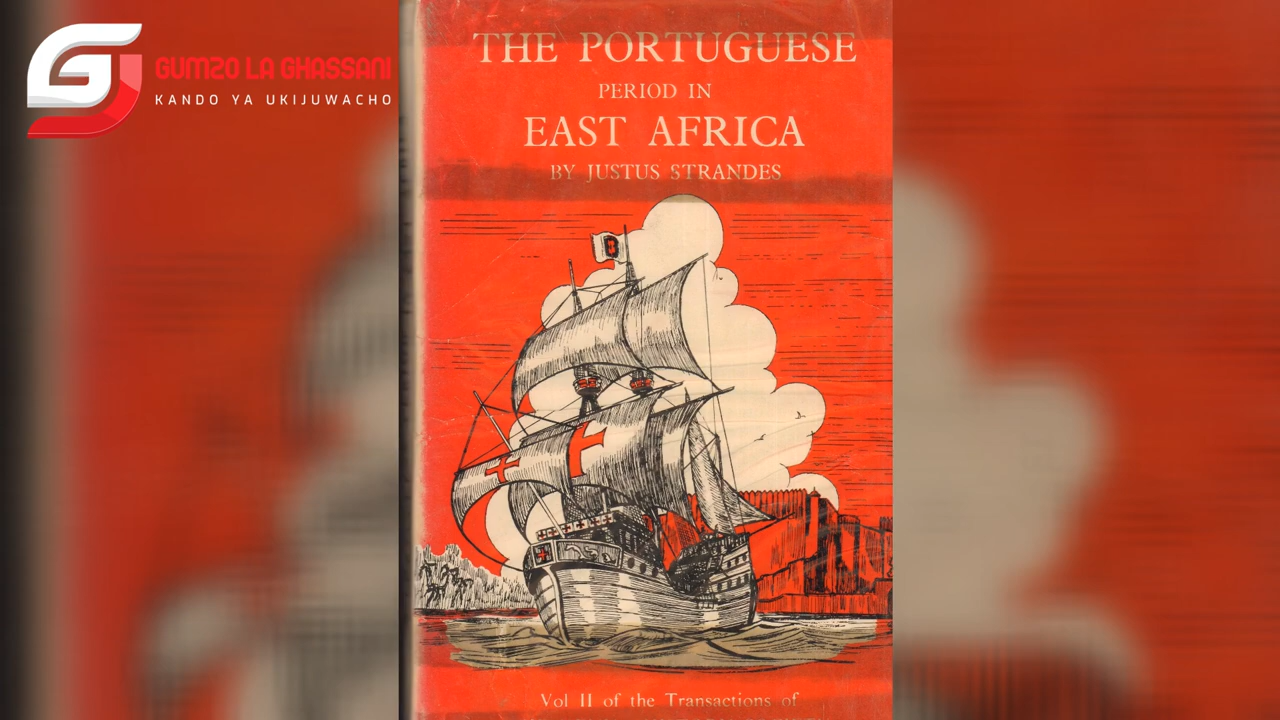 GUMZO LA GHASSANI
KANDO YA UKIJUWACHO
THE PORTUGUESE
PERIOD IN
EAST AFRICA
BY JUSTUS STRANDES
Vol II of the Transactions of